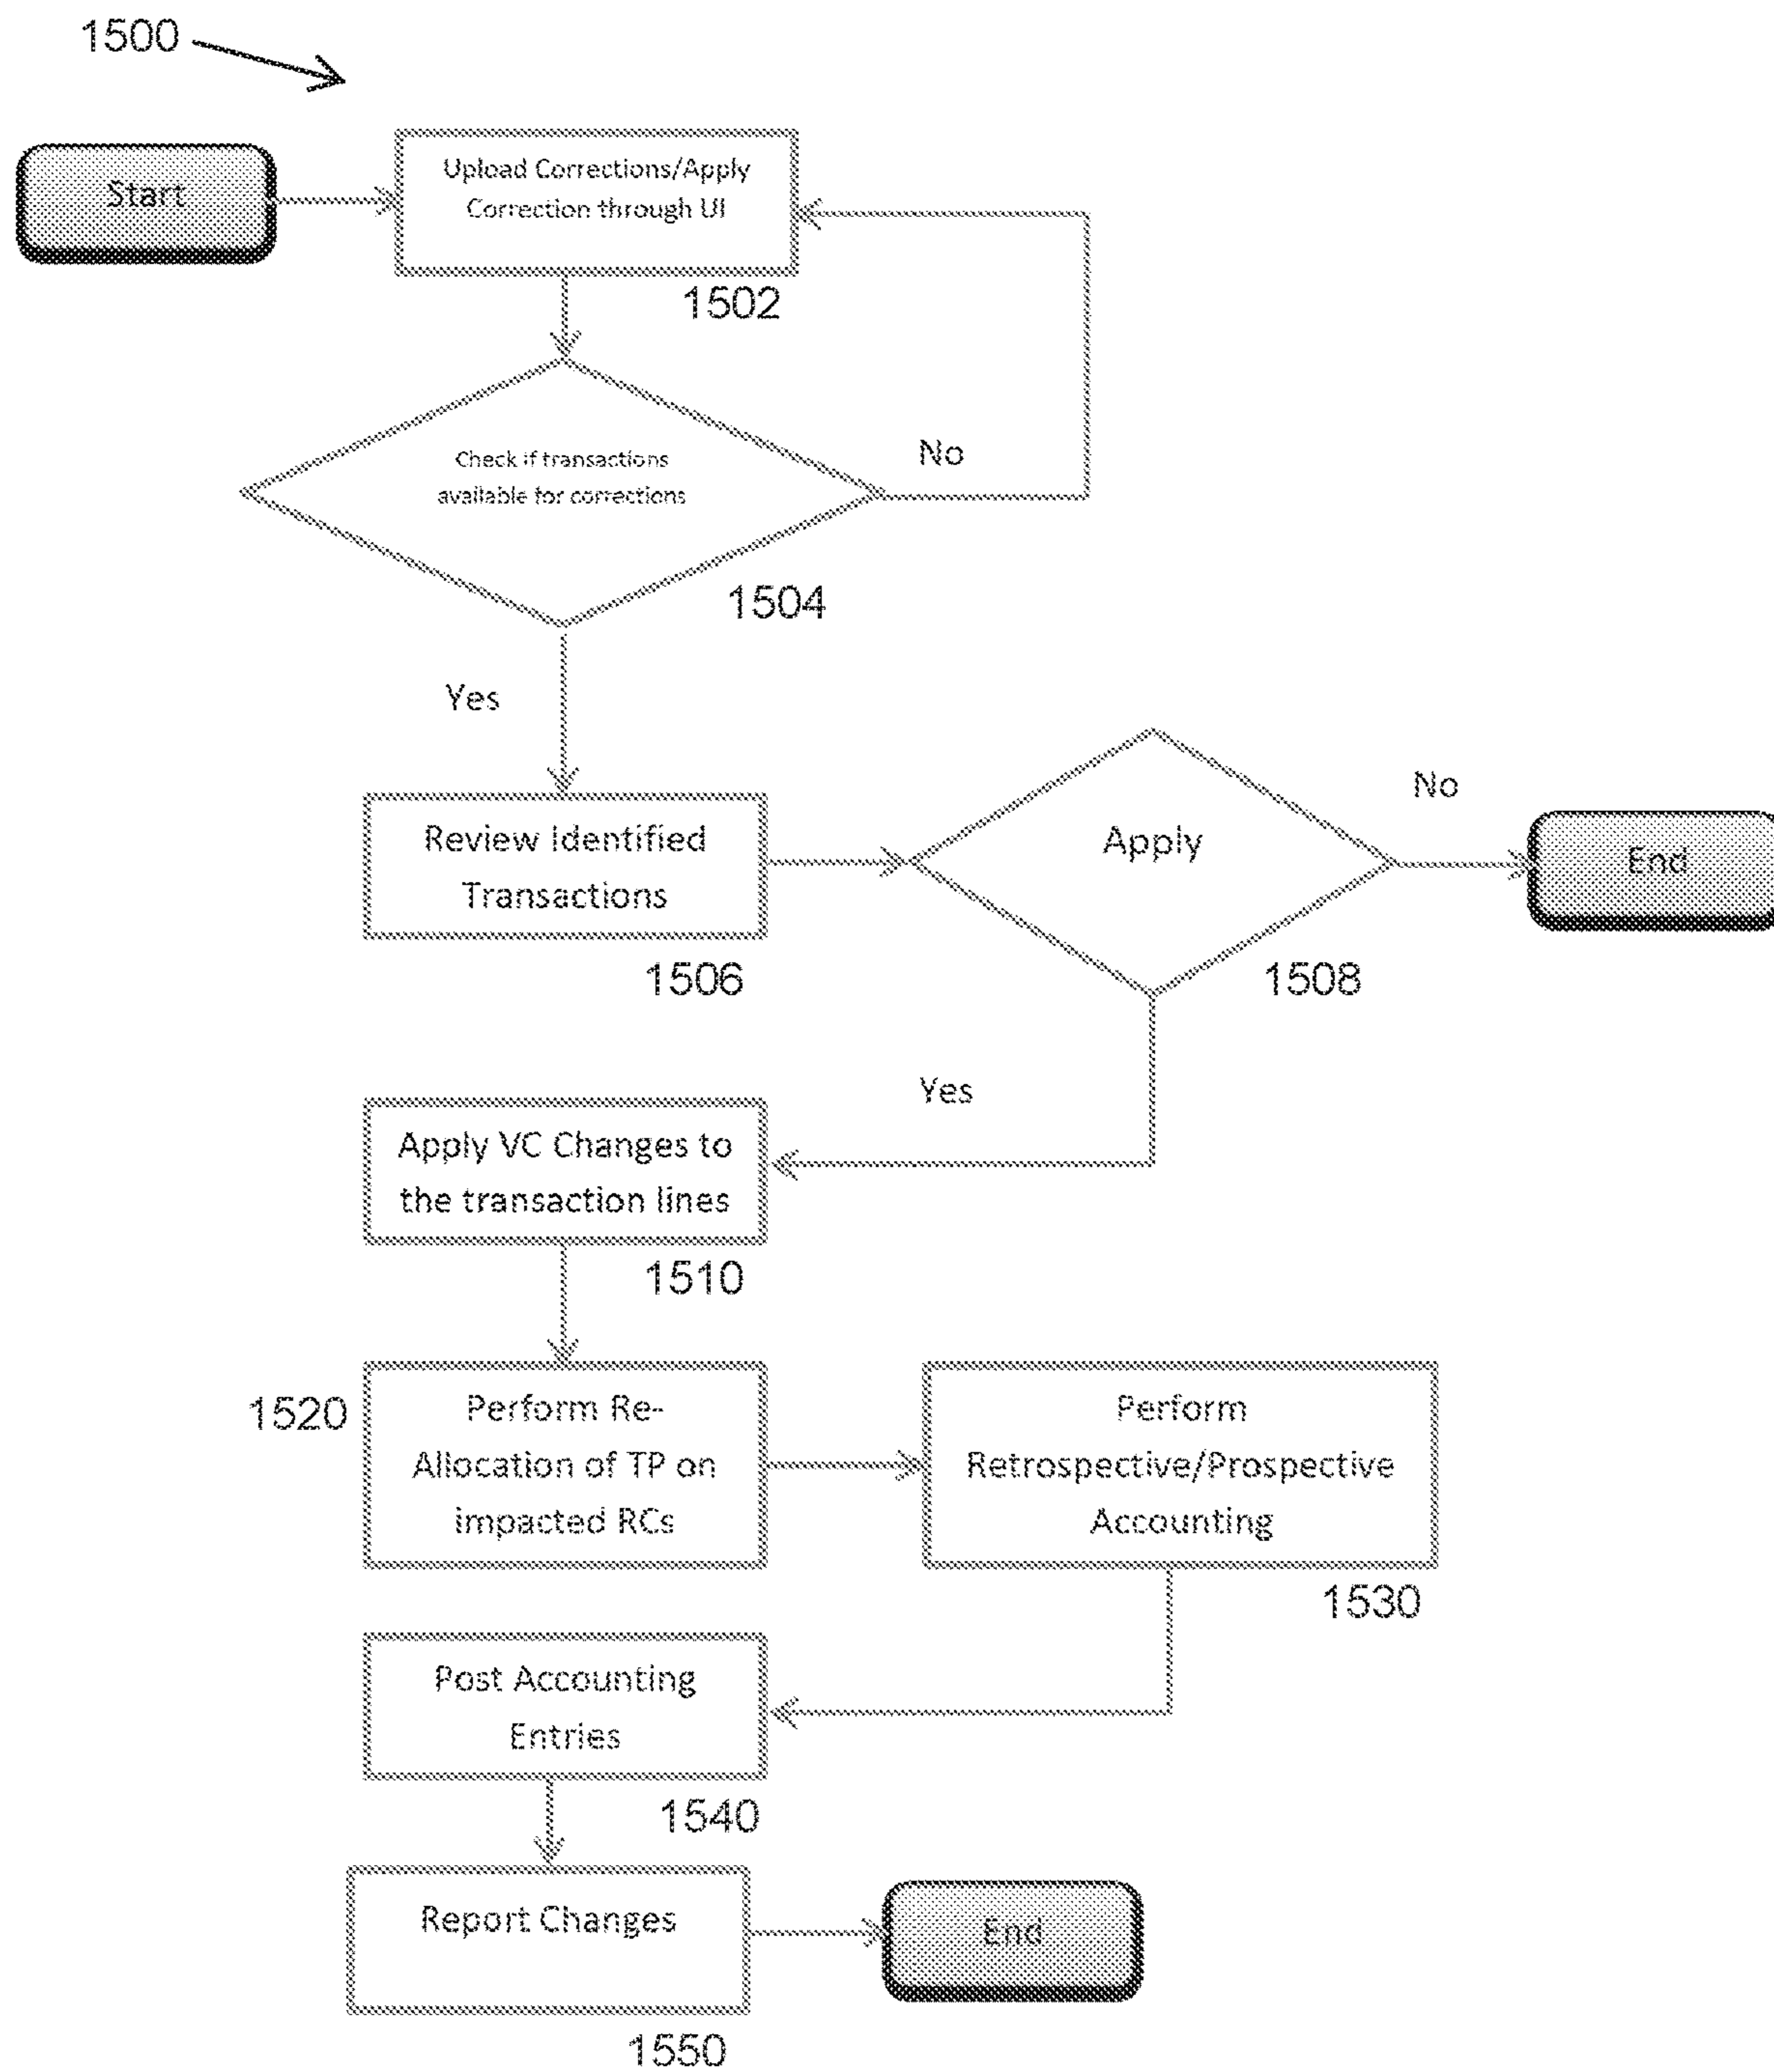 1500
Start
Upload Corrections/Apply
Correction through UI
1502
Check if transactions
available for corrections
No
1504
Yes
Review Identified
Transactions
1506
Apply
No
End
1508
Yes
Apply VC Changes to
the transaction lines
1510
1520
Perform Re-
Allocation of TP on
impacted RCs
Perform
Retrospective/Prospective
Accounting
1530
Post Accounting
Entries
1540
Report Changes
End
1550